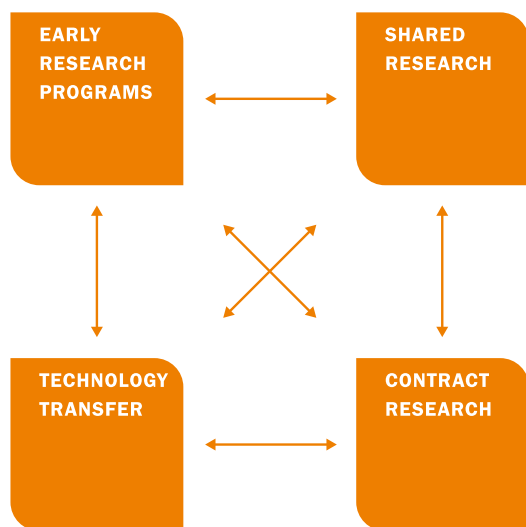 EARLY
RESEARCH
PROGRAMS
SHARED
RESEARCH
TECHNOLOGY
TRANSFER
CONTRACT
RESEARCH